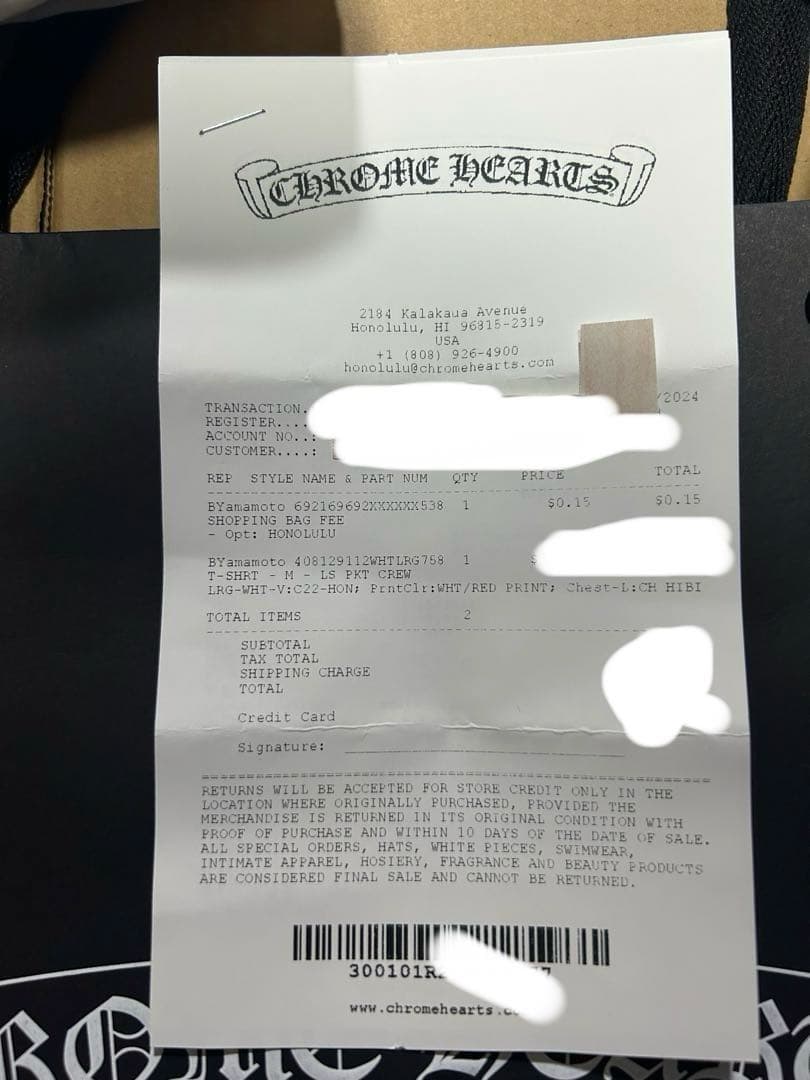 CHROME HEARTS
2184 Kalakaua Avenue
Honolulu, HI 96815-2319
USA
+1 (808) 926-4900
honolulu@chromehearts.com
TRANSACTION. /2024
REGISTER....
ACCOUNT NO..:
CUSTOMER....:
REP STYLE NAME & PART NUM QTY PRICE TOTAL
BYamamoto 692169692XXXXXX538 1 $0.15 $0.15
SHOPPING BAG FEE
- Opt: HONOLULU
BYamamoto 408129112WHTLRG758 1 $
T-SHRT - M - LS PKT CREW
LRG-WHT-V:C22-HON; PrntClr:WHT/RED PRINT; Chest-L:CH HIBI
TOTAL ITEMS 2
SUBTOTAL
TAX TOTAL
SHIPPING CHARGE
TOTAL
Credit Card
Signature:
RETURNS WILL BE ACCEPTED FOR STORE CREDIT ONLY IN THE
LOCATION WHERE ORIGINALLY PURCHASED, PROVIDED THE
MERCHANDISE IS RETURNED IN ITS ORIGINAL CONDITION WITH
PROOF OF PURCHASE AND WITHIN 10 DAYS OF THE DATE OF SALE.
ALL SPECIAL ORDERS, HATS, WHITE PIECES, SWIMWEAR,
INTIMATE APPAREL, HOSIERY, FRAGRANCE AND BEAUTY PRODUCTS
ARE CONSIDERED FINAL SALE AND CANNOT BE RETURNED.
300101R
www.chromehearts.c